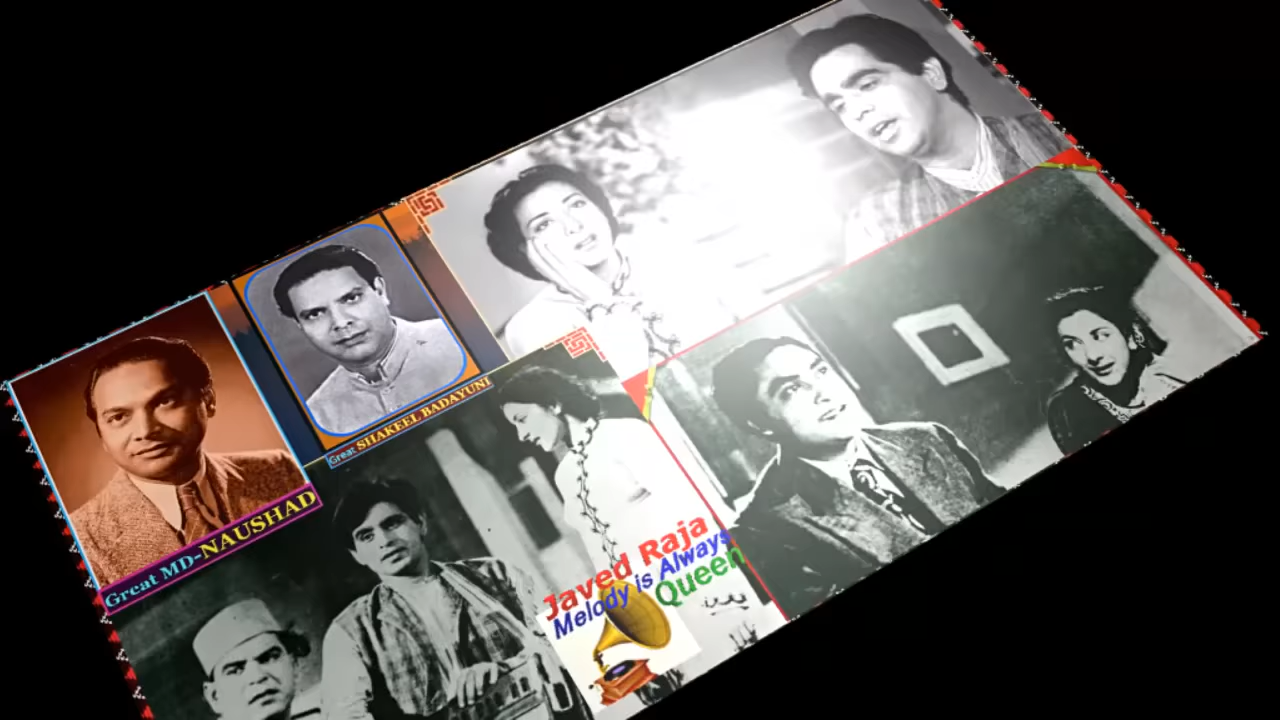 Great SHAKEEL BADAYUNI
Great MD-NAUSHAD
Javed Raja
Melody is Always
Queen